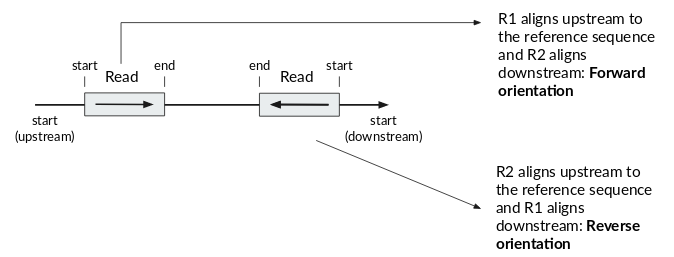 R1 aligns upstream to
the reference sequence
and R2 aligns
downstream: Forward
orientation
start
Read
end
end
Read
start
start
(upstream)
start
(downstream)
R2 aligns upstream to
the reference sequence
and R1 aligns
downstream: Reverse
orientation